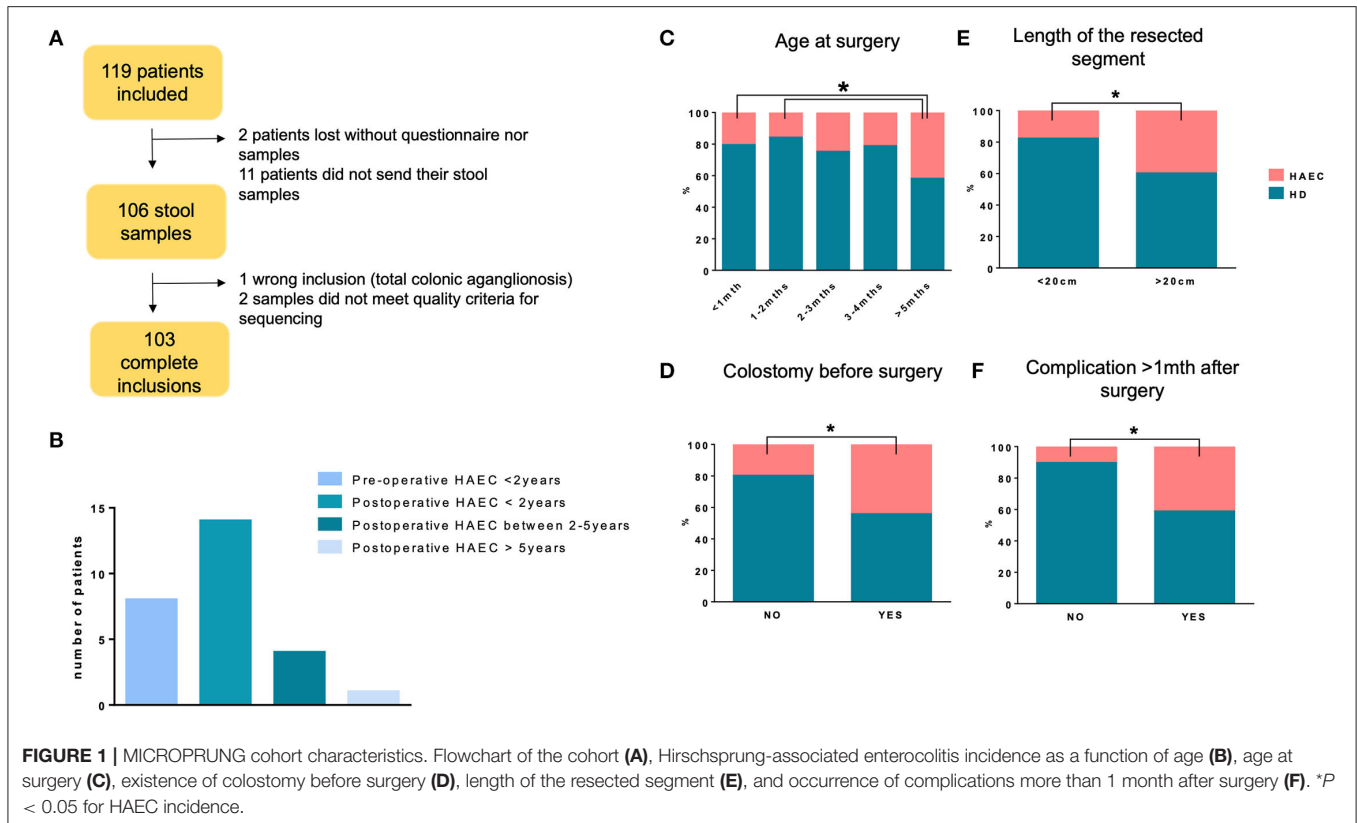 A
119 patients
included
2 patients lost without questionnaire nor
samples
11 patients did not send their stool
samples
106 stool
samples
1 wrong inclusion (total colonic aganglionosis)
2 samples did not meet quality criteria for
sequencing
103
complete
inclusions
B
Pre-operative HAEC <2years
Postoperative HAEC < 2years
Postoperative HAEC between 2-5years
Postoperative HAEC > 5years
number of patients
15
10
5
0
C
Age at surgery
*
%
100
80
60
40
20
0
<1mth
1-2mths
2-3mths
3-4mths
>5mths
D
Colostomy before surgery
*
%
100
80
60
40
20
0
NO
YES
E
Length of the resected
segment
*
%
100
80
60
40
20
0
<20cm
>20cm
HAEC
HD
F
Complication >1mth after
surgery
*
%
100
80
60
40
20
0
NO
YES
FIGURE 1 | MICROPRUNG cohort characteristics. Flowchart of the cohort (A), Hirschsprung-associated enterocolitis incidence as a function of age (B), age at
surgery (C), existence of colostomy before surgery (D), length of the resected segment (E), and occurrence of complications more than 1 month after surgery (F). *P
< 0.05 for HAEC incidence.